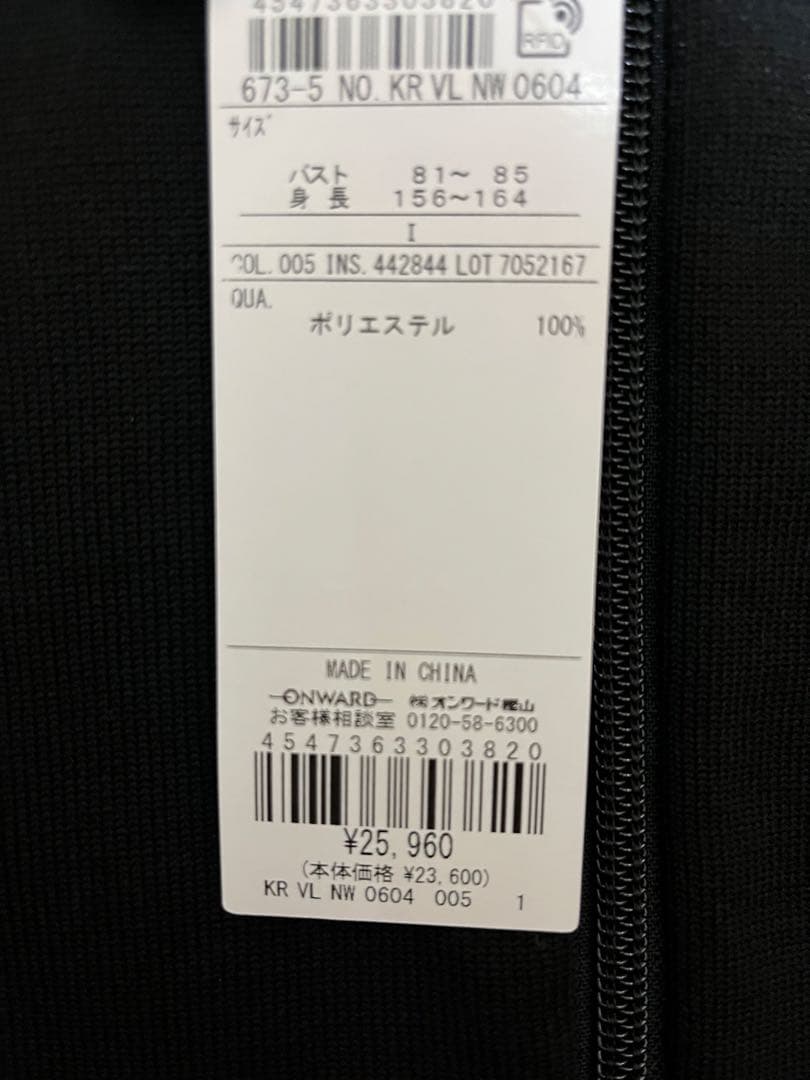 4547363303820
RFID
673-5 NO. KR VL NW 0604
サイズ
バスト 81～ 85
身長 156～164
I
COL. 005 INS. 442844 LOT 7052167
QUA.
ポリエステル 100%
MADE IN CHINA
ONWARD ㈱オンワード樫山
お客様相談室 0120-58-6300
4547363303820
¥25,960
(本体価格 ¥23,600)
KR VL NW 0604 005 1